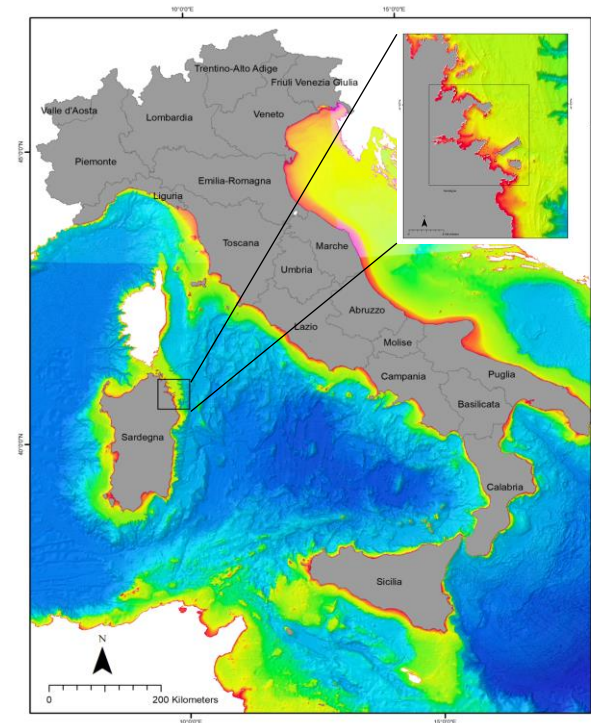 10°0'0"E
15°0'0"E
Trentino-Alto Adige
Friuli Venezia Giulia
Valle d'Aosta
Lombardia
Veneto
45°0'0"N
Piemonte
Emilia-Romagna
Liguria
Toscana
Marche
Umbria
Abruzzo
Lazio
Molise
Campania
Puglia
Basilicata
Sardegna
40°0'0"N
Calabria
Sicilia
N
0
200 Kilometers
10°0'0"E
15°0'0"E